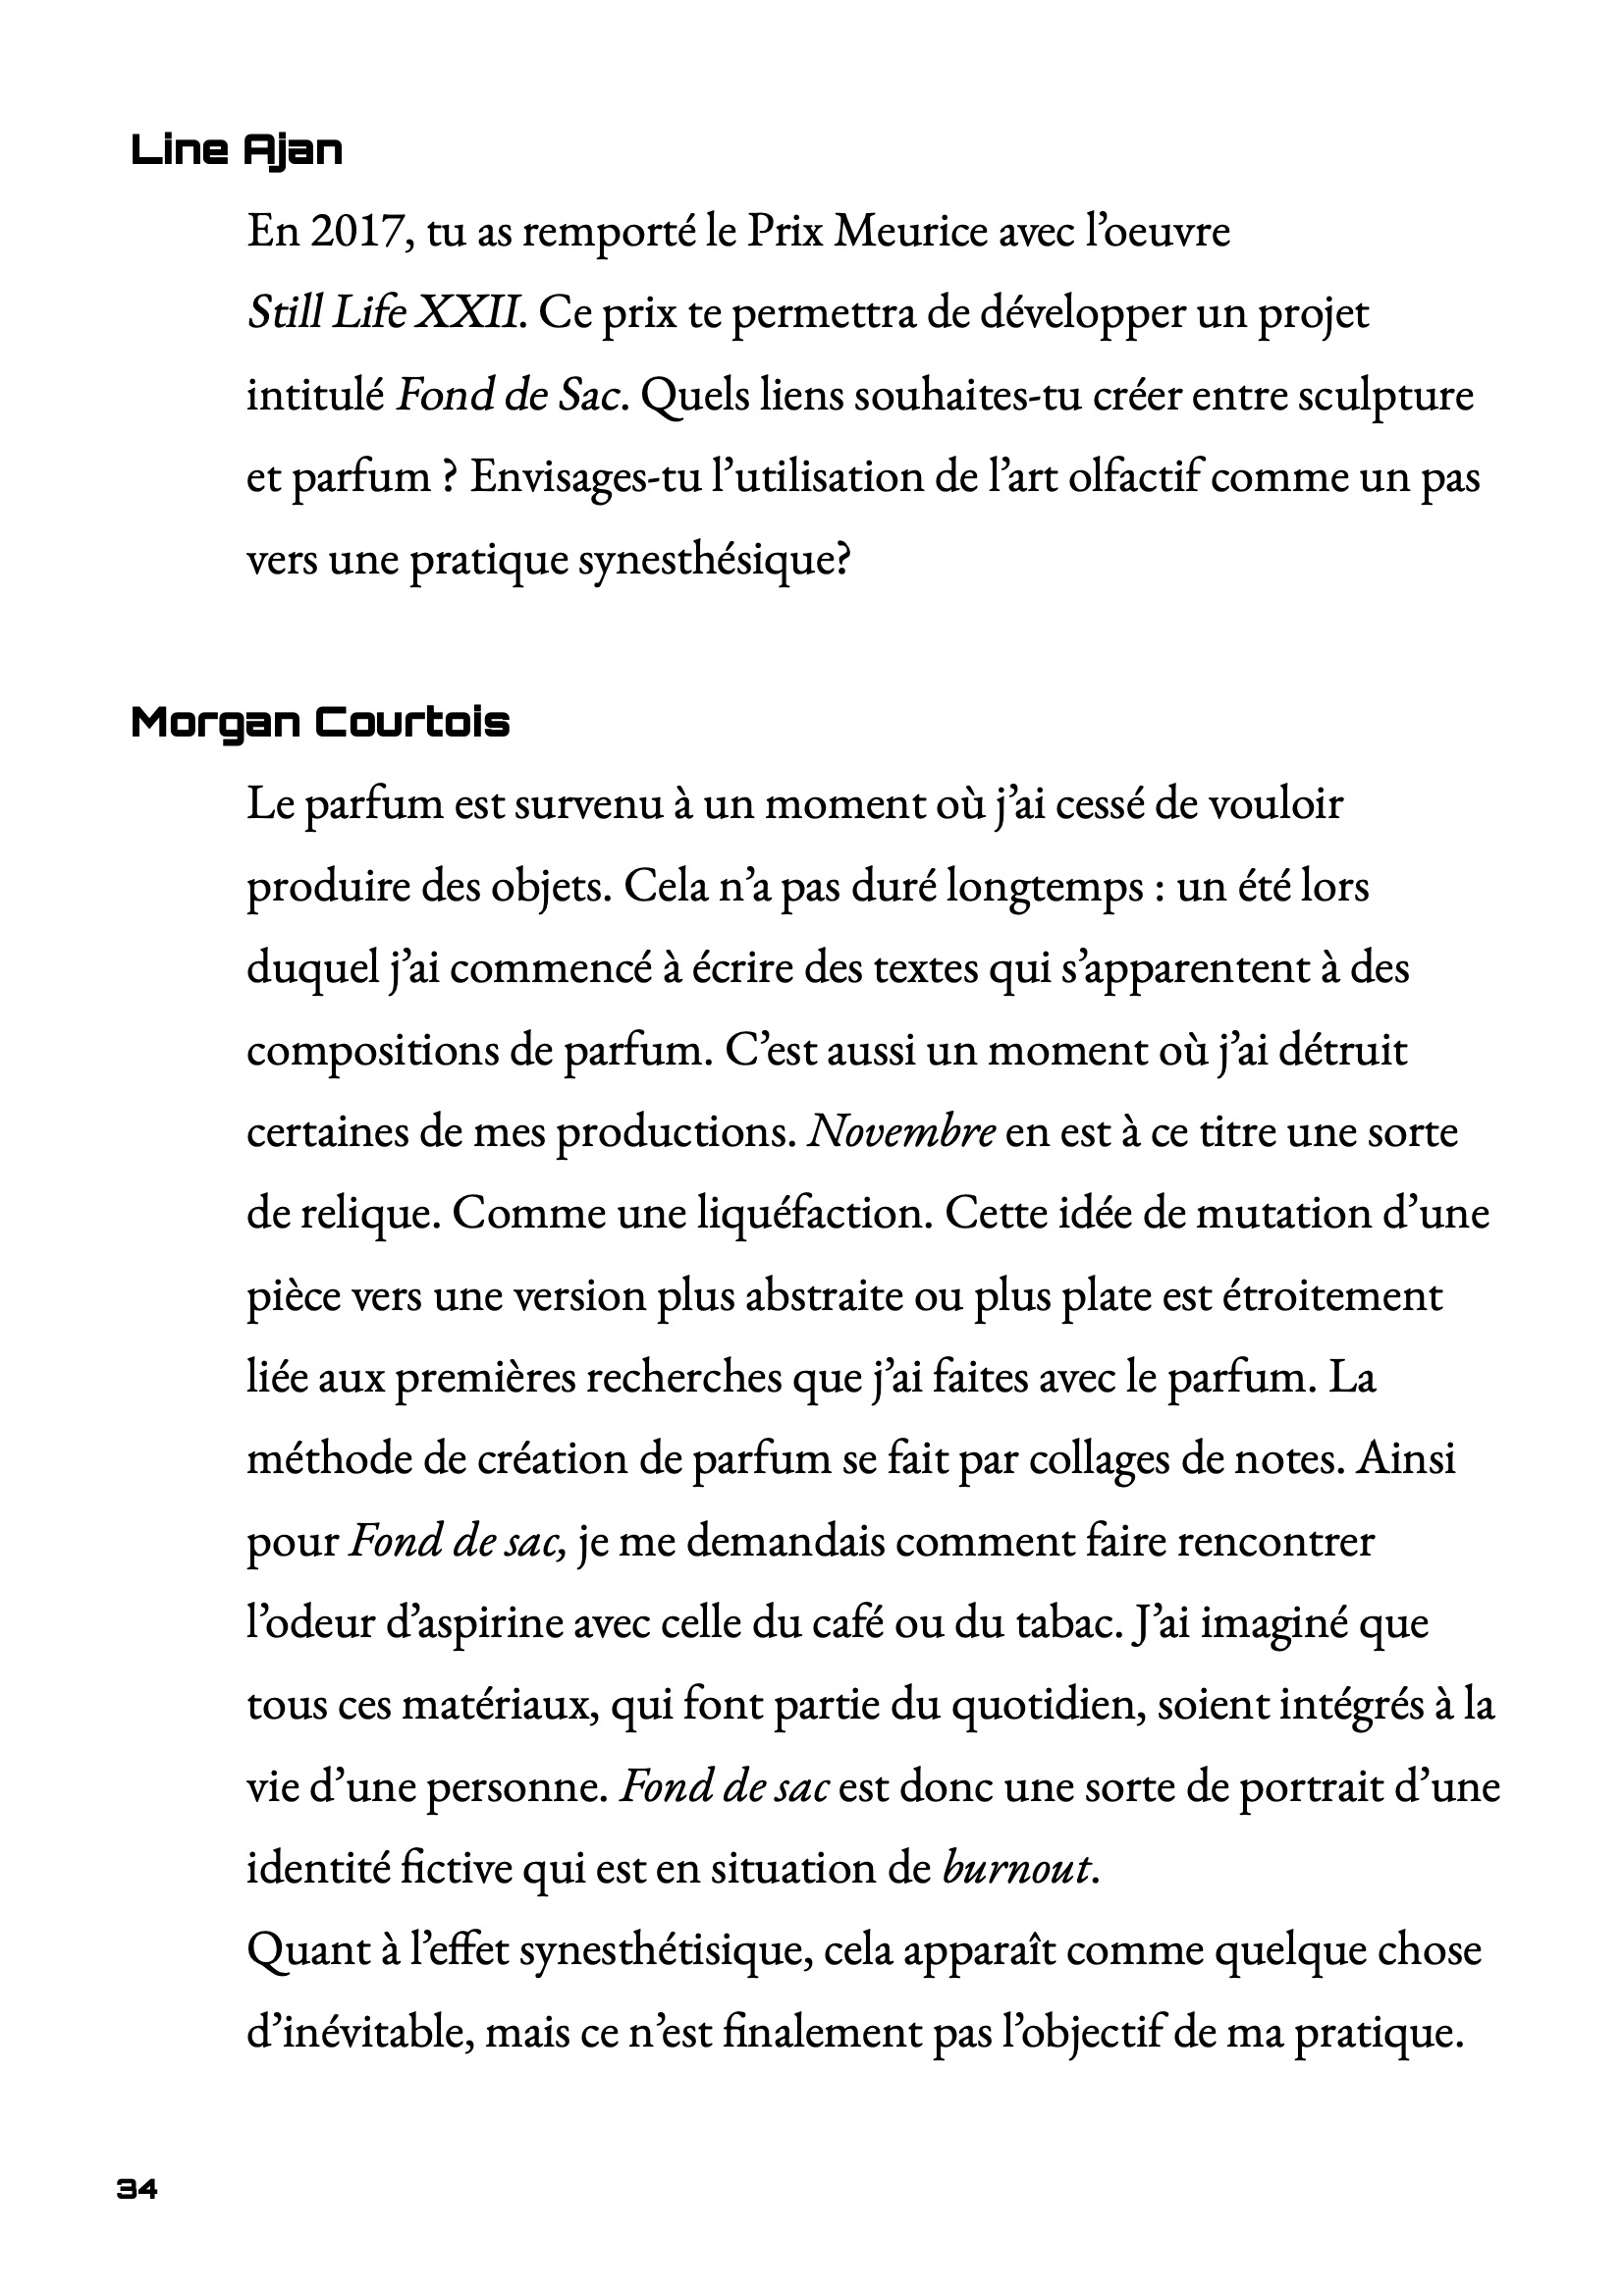 Line Ajan
En 2017, tu as remporté le Prix Meurice avec l’oeuvre
Still Life XXII. Ce prix te permettra de développer un projet
intitulé Fond de Sac. Quels liens souhaites-tu créer entre sculpture
et parfum ? Envisages-tu l’utilisation de l’art olfactif comme un pas
vers une pratique synesthésique?
Morgan Courtois
Le parfum est survenu à un moment où j’ai cessé de vouloir
produire des objets. Cela n’a pas duré longtemps : un été lors
duquel j’ai commencé à écrire des textes qui s’apparentent à des
compositions de parfum. C’est aussi un moment où j’ai détruit
certaines de mes productions. Novembre en est à ce titre une sorte
de relique. Comme une liquéfaction. Cette idée de mutation d’une
pièce vers une version plus abstraite ou plus plate est étroitement
liée aux premières recherches que j’ai faites avec le parfum. La
méthode de création de parfum se fait par collages de notes. Ainsi
pour Fond de sac, je me demandais comment faire rencontrer
l’odeur d’aspirine avec celle du café ou du tabac. J’ai imaginé que
tous ces matériaux, qui font partie du quotidien, soient intégrés à la
vie d’une personne. Fond de sac est donc une sorte de portrait d’une
identité fictive qui est en situation de burnout.
Quant à l’effet synesthétisique, cela apparaît comme quelque chose
d’inévitable, mais ce n’est finalement pas l’objectif de ma pratique.
34